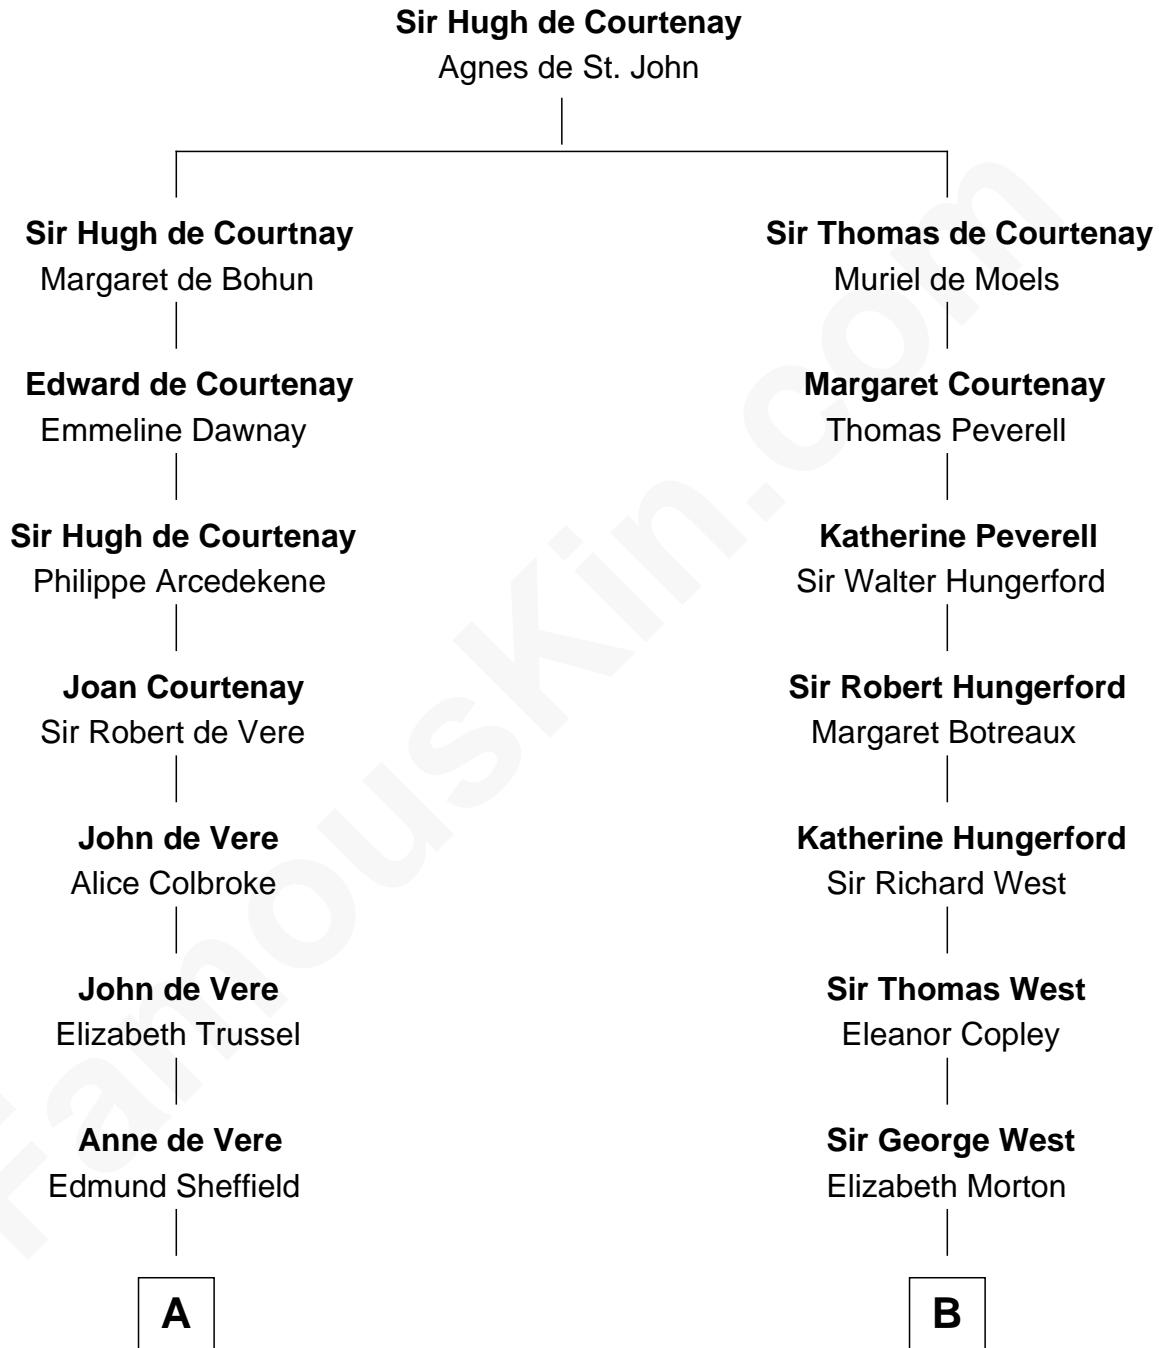 Sir Hugh de Courtenay
Agnes de St. John
Sir Hugh de Courtnay
Margaret de Bohun
Edward de Courtenay
Emmeline Dawnay
Sir Hugh de Courtenay
Philippe Arcedekene
Joan Courtenay
Sir Robert de Vere
John de Vere
Alice Colbroke
John de Vere
Elizabeth Trussel
Anne de Vere
Edmund Sheffield
A
Sir Thomas de Courtenay
Muriel de Moels
Margaret Courtenay
Thomas Peverell
Katherine Peverell
Sir Walter Hungerford
Sir Robert Hungerford
Margaret Botreaux
Katherine Hungerford
Sir Richard West
Sir Thomas West
Eleanor Copley
Sir George West
Elizabeth Morton
B
FamousKin.com